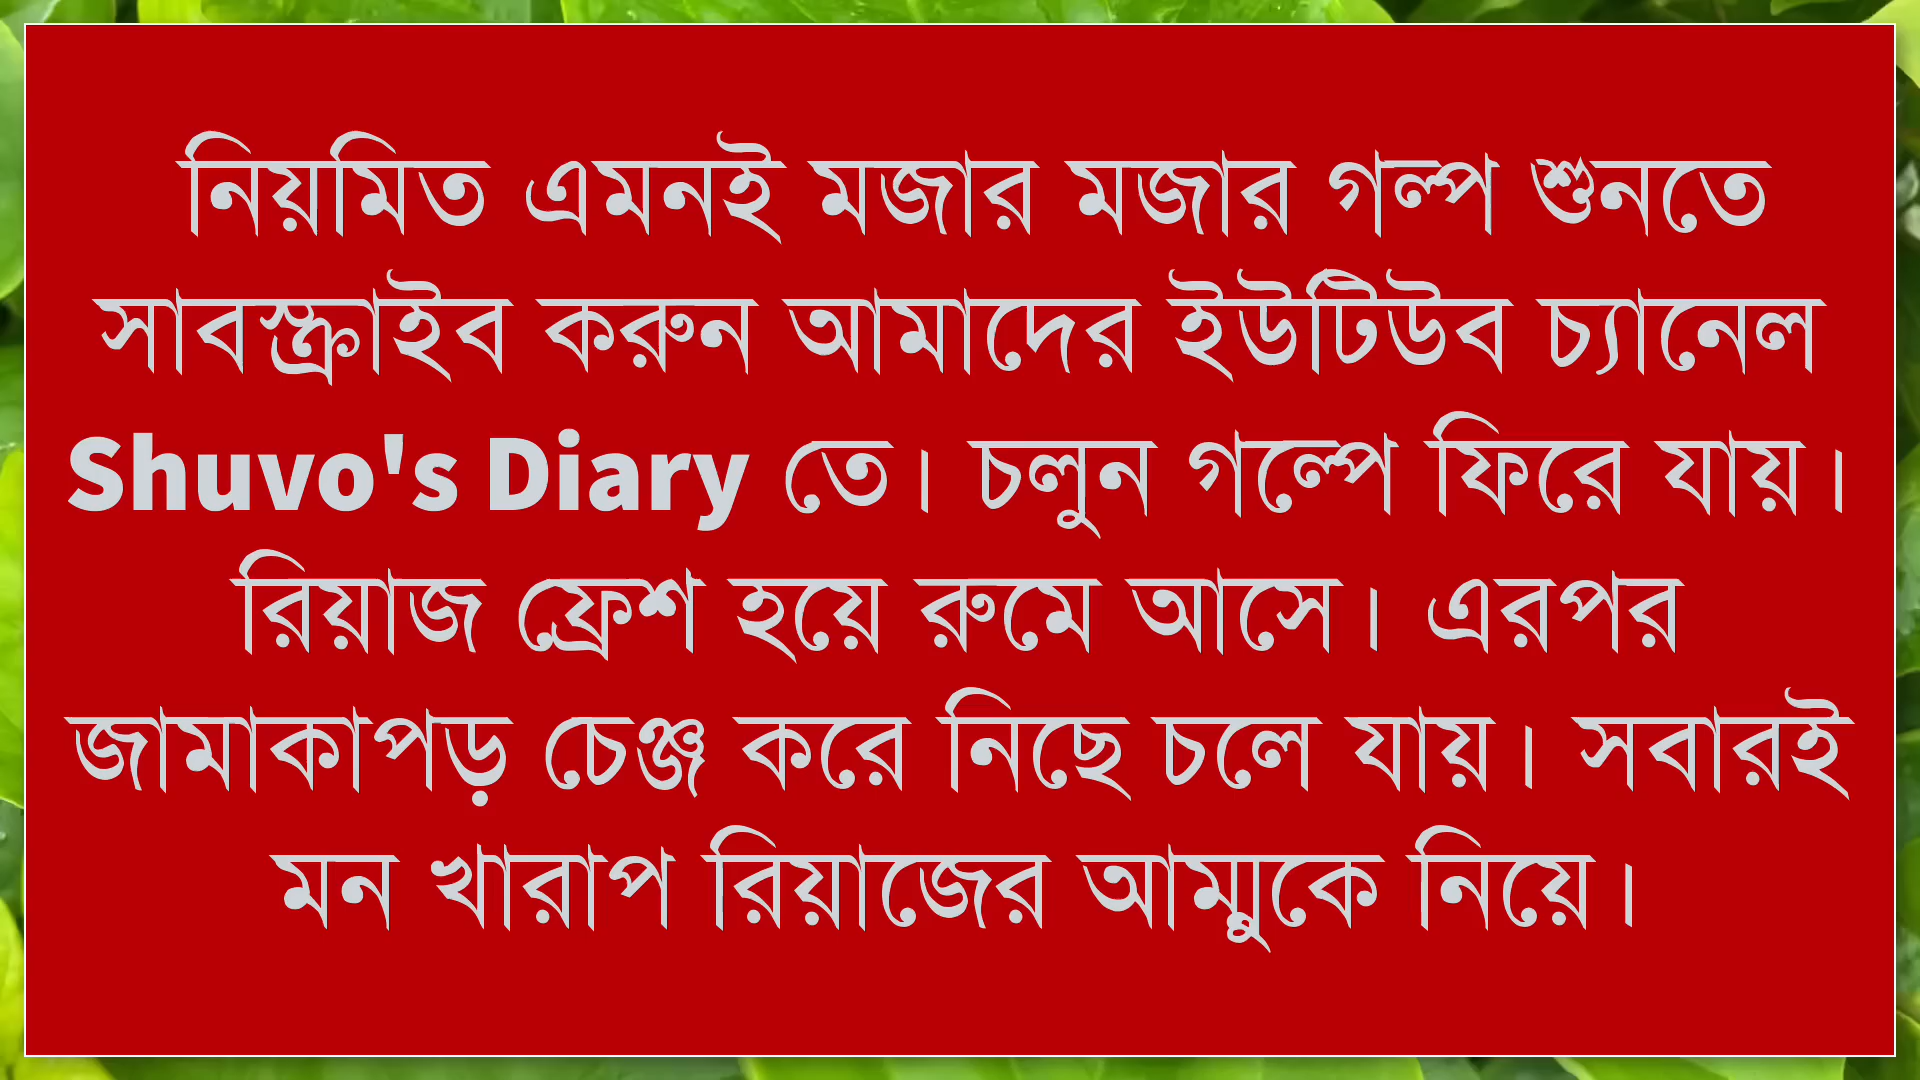 নিয়মিত এমনই মজার মজার গল্প শুনতে
সাবস্ক্রাইব করুন আমাদের ইউটিউব চ্যানেল
Shuvo's Diary তে। চলুন গল্পে ফিরে যায়।
রিয়াজ ফ্রেশ হয়ে রুমে আসে। এরপর
জামাকাপড় চেঞ্জ করে নিছে চলে যায়। সবারই
মন খারাপ রিয়াজের আম্মুকে নিয়ে।